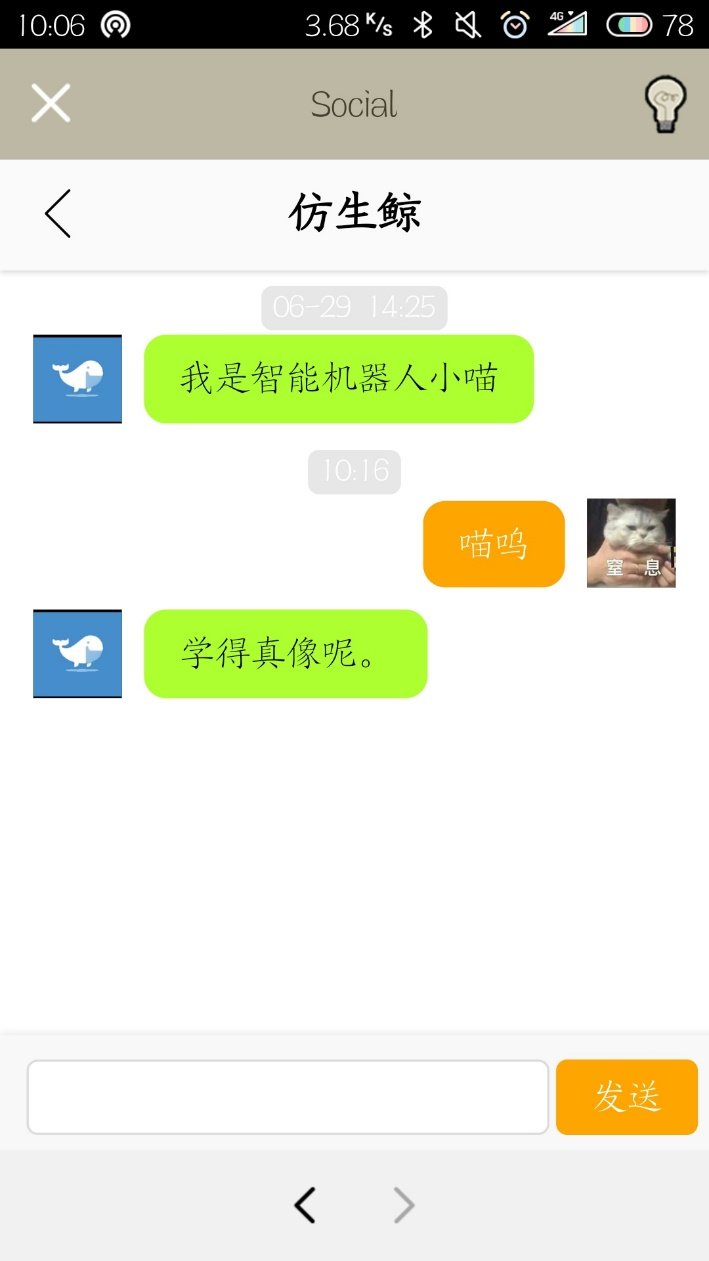 10:06 3.68 K/s 4G 78
Social
仿生鲸
06-29 14:25
我是智能机器人小喵
10:16
喵呜
窒息
学得真像呢。
发送